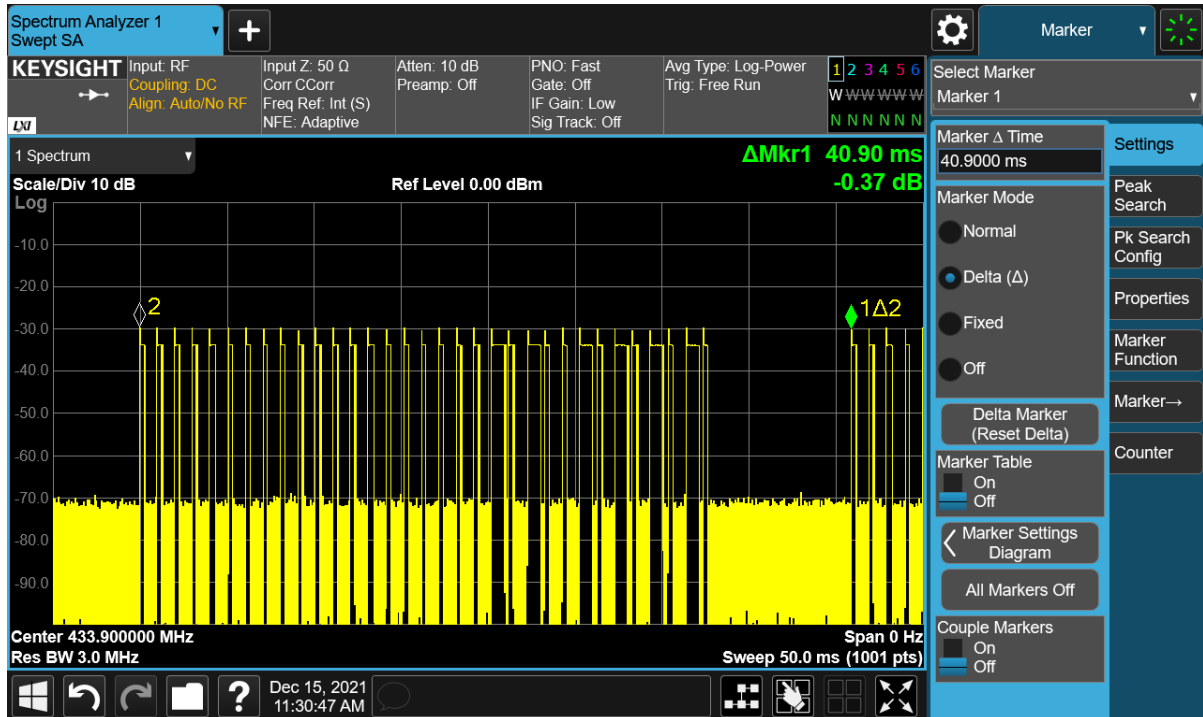 Spectrum Analyzer 1
Swept SA
+
Marker
KEYSIGHT
LXI
Input: RF
Coupling: DC
Align: Auto/No RF
Input Z: 50 Ω
Corr CCorr
Freq Ref: Int (S)
NFE: Adaptive
Atten: 10 dB
Preamp: Off
PNO: Fast
Gate: Off
IF Gain: Low
Sig Track: Off
Avg Type: Log-Power
Trig: Free Run
1 2 3 4 5 6
W W W W W W
N N N N N N
Select Marker
Marker 1
1 Spectrum
ΔMkr1 40.90 ms
-0.37 dB
Scale/Div 10 dB
Ref Level 0.00 dBm
Log
-10.0
-20.0
-30.0
-40.0
-50.0
-60.0
-70.0
-80.0
-90.0
2
1Δ2
Center 433.900000 MHz
Res BW 3.0 MHz
Span 0 Hz
Sweep 50.0 ms (1001 pts)
Marker Δ Time
40.9000 ms
Marker Mode
Normal
Delta (Δ)
Fixed
Off
Delta Marker
(Reset Delta)
Marker Table
On
Off
Marker Settings
Diagram
All Markers Off
Couple Markers
On
Off
Settings
Peak
Search
Pk Search
Config
Properties
Marker
Function
Marker→
Counter
?
Dec 15, 2021
11:30:47 AM